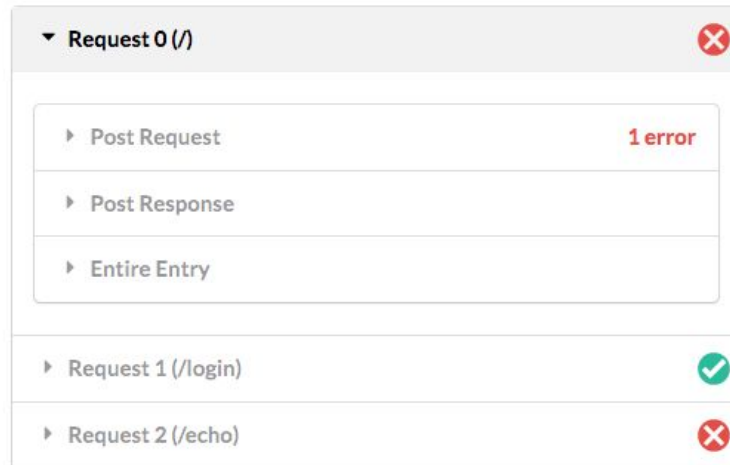 Request 0 (/)
Post Request 1 error
Post Response
Entire Entry
Request 1 (/login)
Request 2 (/echo)